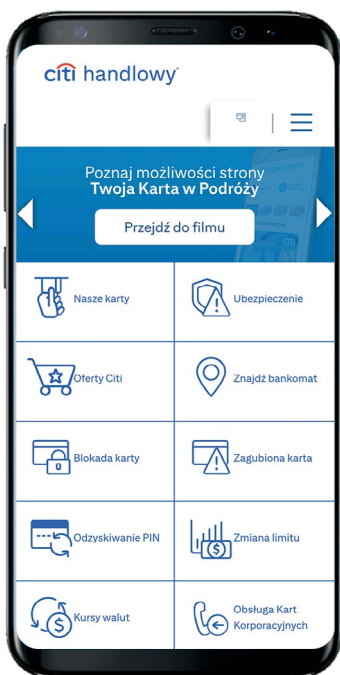 citi handlowy
Poznaj możliwości strony
Twoja Karta w Podróży
Przejdź do filmu
Nasze karty
Ubezpieczenie
Oferty Citi
Znajdź bankomat
Blokada karty
Zagubiona karta
Odzyskiwanie PIN
Zmiana limitu
Kursy walut
Obsługa Kart
Korporacyjnych